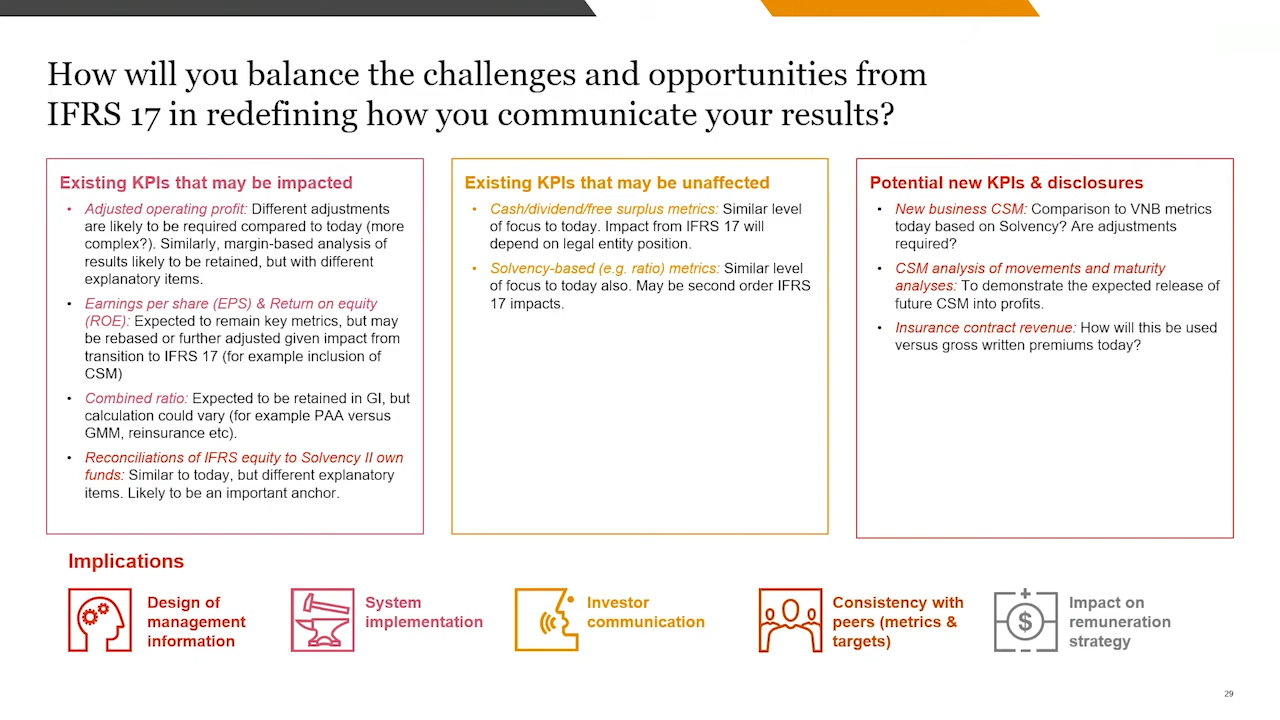 How will you balance the challenges and opportunities from
IFRS 17 in redefining how you communicate your results?
Existing KPIs that may be impacted
• Adjusted operating profit: Different adjustments
are likely to be required compared to today (more
complex?). Similarly, margin-based analysis of
results likely to be retained, but with different
explanatory items.
• Earnings per share (EPS) & Return on equity
(ROE): Expected to remain key metrics, but may
be rebased or further adjusted given impact from
transition to IFRS 17 (for example inclusion of
CSM)
• Combined ratio: Expected to be retained in GI, but
calculation could vary (for example PAA versus
GMM, reinsurance etc).
• Reconciliations of IFRS equity to Solvency II own
funds: Similar to today, but different explanatory
items. Likely to be an important anchor.
Existing KPIs that may be unaffected
• Cash/dividend/free surplus metrics: Similar level
of focus to today. Impact from IFRS 17 will
depend on legal entity position.
• Solvency-based (e.g. ratio) metrics: Similar level
of focus to today also. May be second order IFRS
17 impacts.
Potential new KPIs & disclosures
• New business CSM: Comparison to VNB metrics
today based on Solvency? Are adjustments
required?
• CSM analysis of movements and maturity
analyses: To demonstrate the expected release of
future CSM into profits.
• Insurance contract revenue: How will this be used
versus gross written premiums today?
Implications
Design of
management
information
System
implementation
Investor
communication
Consistency with
peers (metrics &
targets)
$
Impact on
remuneration
strategy
29